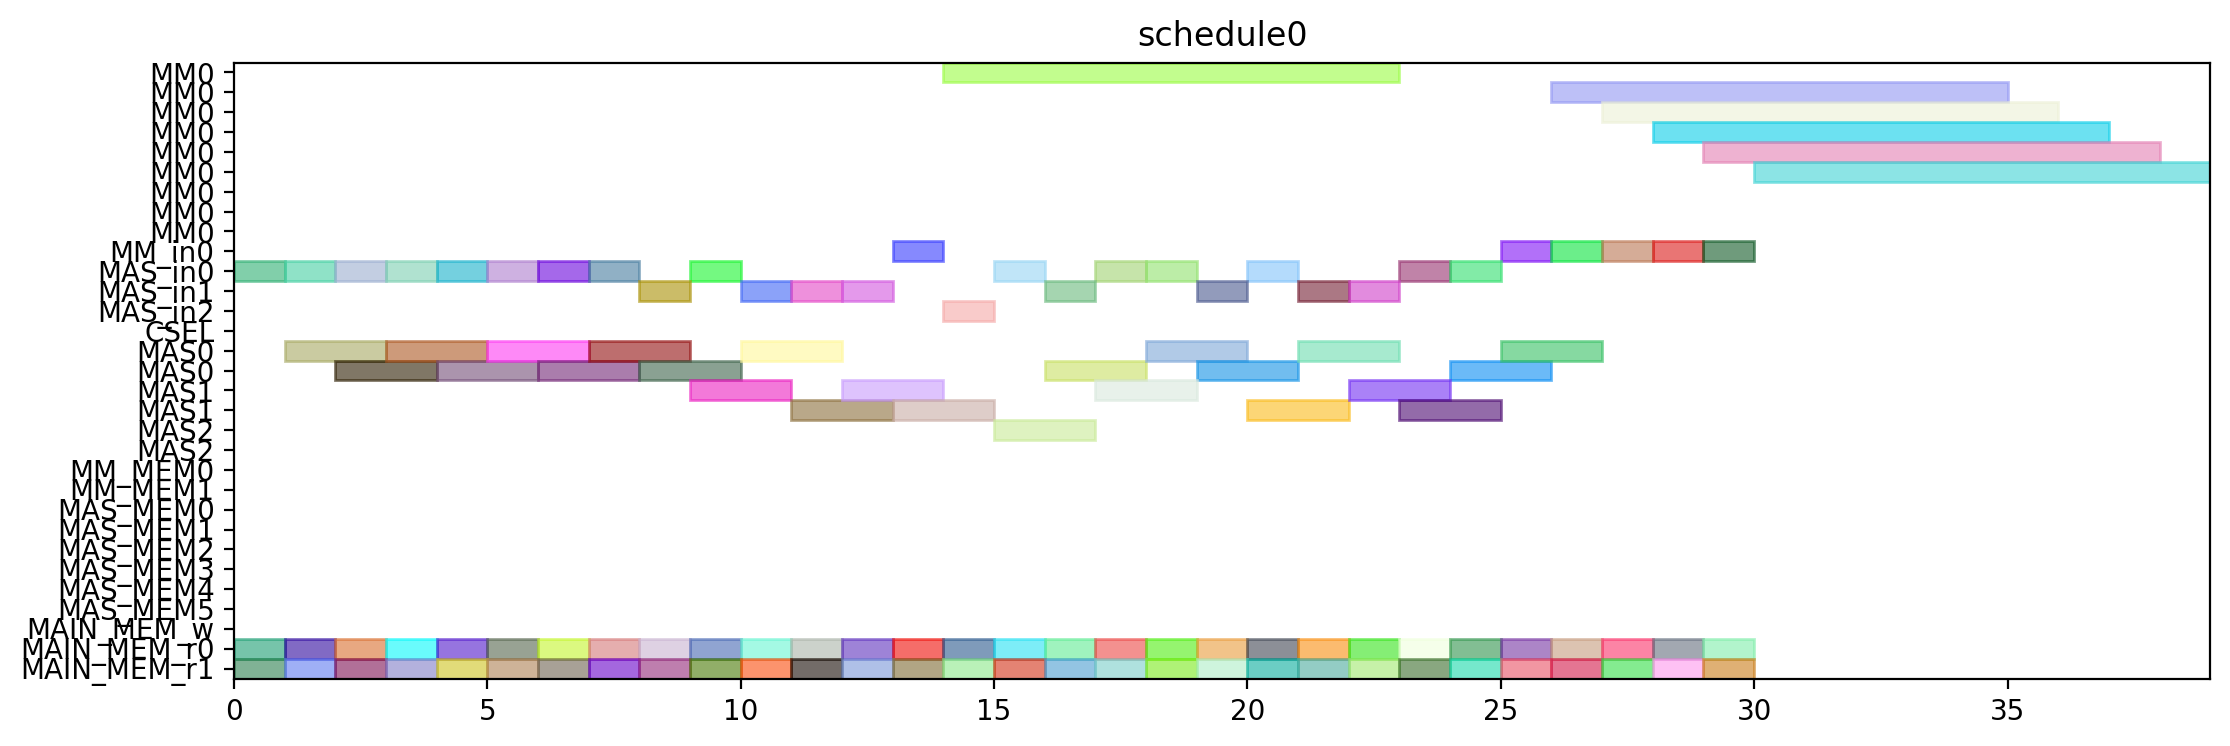 schedule0
MM0
MM0
MM0
MM0
MM0
MM0
MM0
MM0
MM0
MM_in0
MAS_in0
MAS_in1
MAS_in2
CSEL
MAS0
MAS0
MAS1
MAS1
MAS2
MAS2
MM_MEM0
MM_MEM1
MAS_MEM0
MAS_MEM1
MAS_MEM2
MAS_MEM3
MAS_MEM4
MAS_MEM5
MAIN_MEM_w
MAIN_MEM_r0
MAIN_MEM_r1
0 5 10 15 20 25 30 35